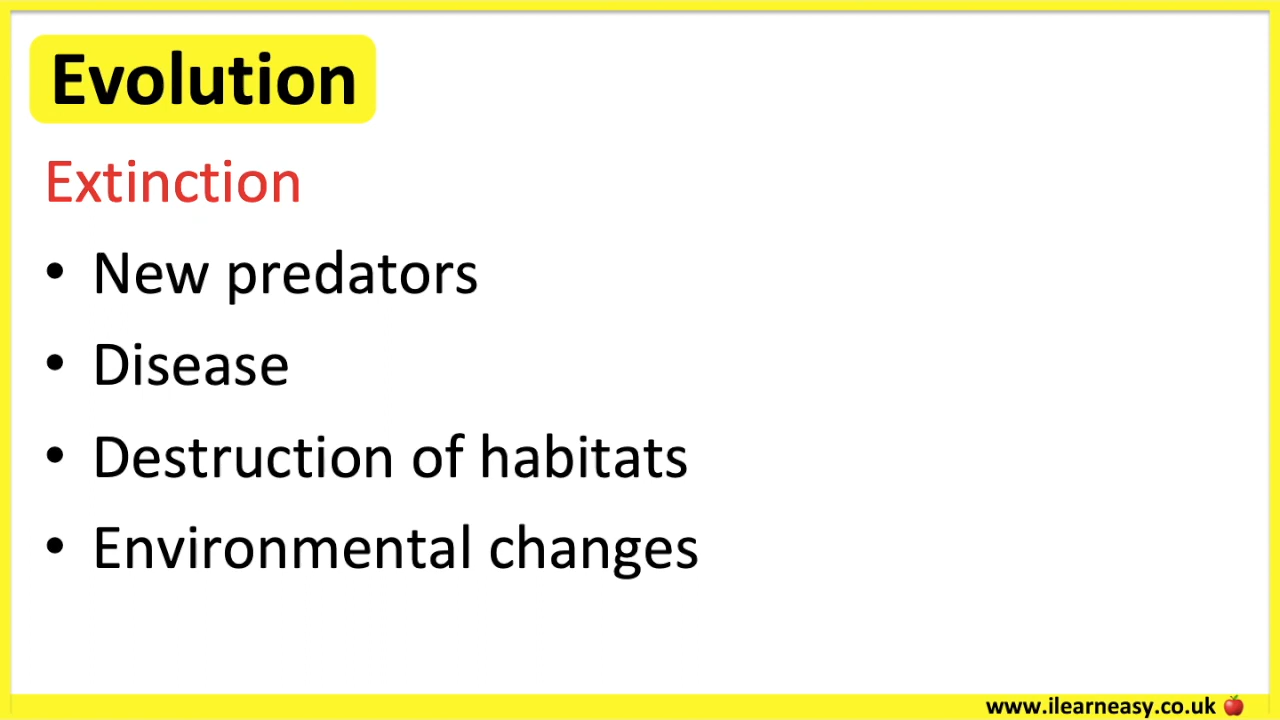 Evolution
Extinction
• New predators
• Disease
• Destruction of habitats
• Environmental changes
www.ilearneasy.co.uk